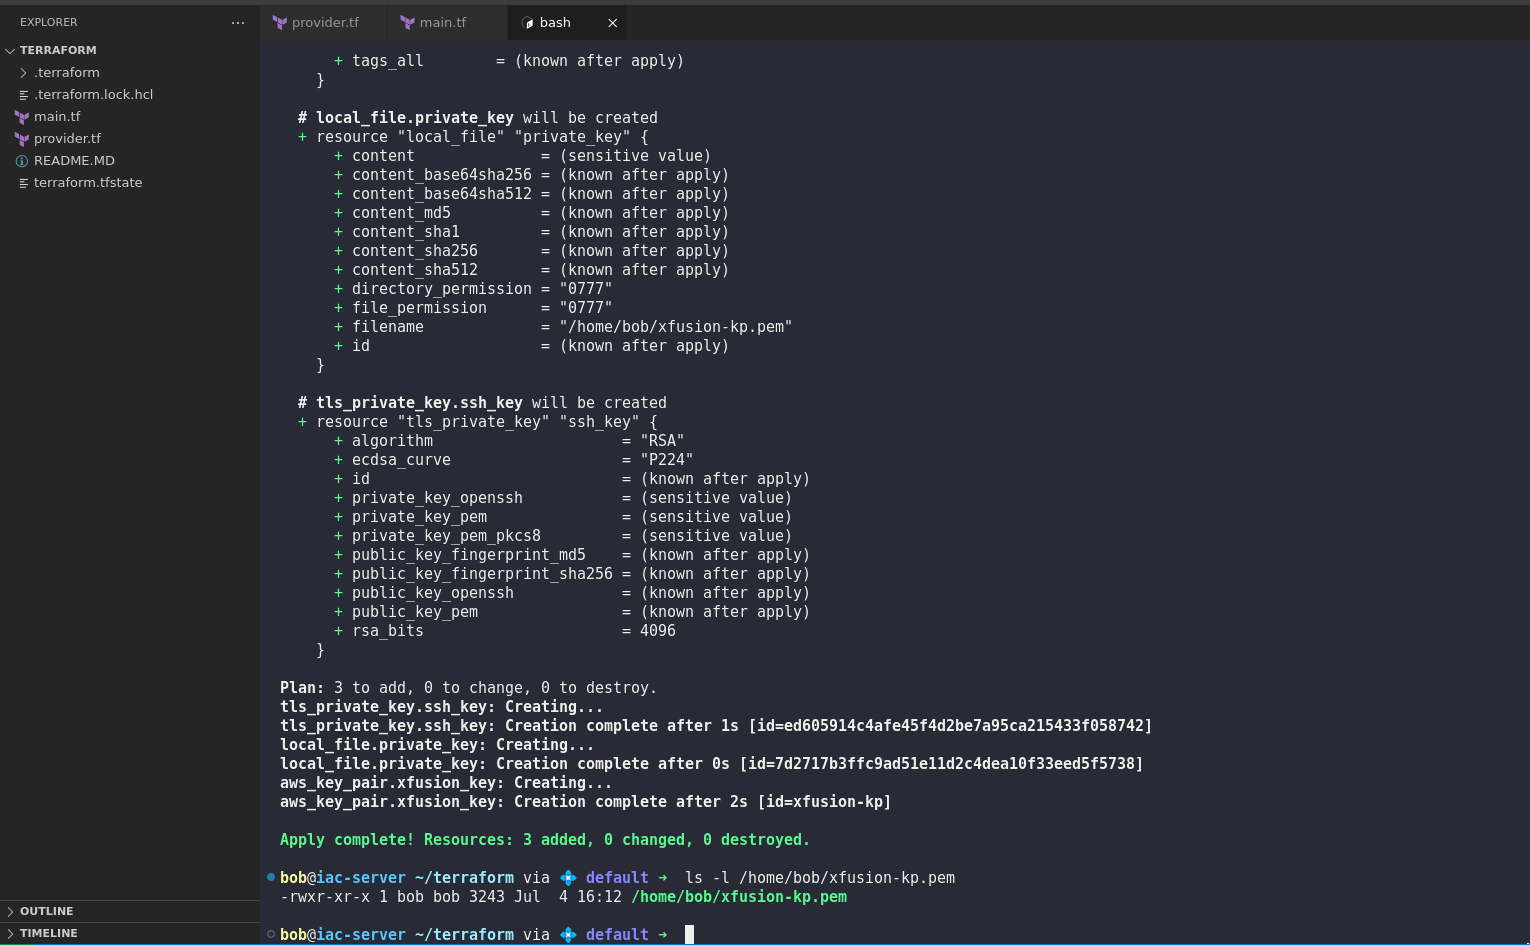 EXPLORER
···
TERRAFORM
.terraform
.terraform.lock.hcl
main.tf
provider.tf
README.MD
terraform.tfstate
OUTLINE
TIMELINE
provider.tf
main.tf
bash
+ tags_all        = (known after apply)
}
# local_file.private_key will be created
+ resource "local_file" "private_key" {
+ content              = (sensitive value)
+ content_base64sha256 = (known after apply)
+ content_base64sha512 = (known after apply)
+ content_md5          = (known after apply)
+ content_sha1         = (known after apply)
+ content_sha256       = (known after apply)
+ content_sha512       = (known after apply)
+ directory_permission = "0777"
+ file_permission      = "0777"
+ filename             = "/home/bob/xfusion-kp.pem"
+ id                   = (known after apply)
}
# tls_private_key.ssh_key will be created
+ resource "tls_private_key" "ssh_key" {
+ algorithm                     = "RSA"
+ ecdsa_curve                   = "P224"
+ id                            = (known after apply)
+ private_key_openssh           = (sensitive value)
+ private_key_pem               = (sensitive value)
+ private_key_pem_pkcs8         = (sensitive value)
+ public_key_fingerprint_md5    = (known after apply)
+ public_key_fingerprint_sha256 = (known after apply)
+ public_key_openssh            = (known after apply)
+ public_key_pem                = (known after apply)
+ rsa_bits                      = 4096
}
Plan: 3 to add, 0 to change, 0 to destroy.
tls_private_key.ssh_key: Creating...
tls_private_key.ssh_key: Creation complete after 1s [id=ed605914c4afe45f4d2be7a95ca215433f058742]
local_file.private_key: Creating...
local_file.private_key: Creation complete after 0s [id=7d2717b3ffc9ad51e11d2c4dea10f33eed5f5738]
aws_key_pair.xfusion_key: Creating...
aws_key_pair.xfusion_key: Creation complete after 2s [id=xfusion-kp]
Apply complete! Resources: 3 added, 0 changed, 0 destroyed.
bob@iac-server ~/terraform via 💠 default ➜  ls -l /home/bob/xfusion-kp.pem
-rwxr-xr-x 1 bob bob 3243 Jul  4 16:12 /home/bob/xfusion-kp.pem
bob@iac-server ~/terraform via 💠 default ➜